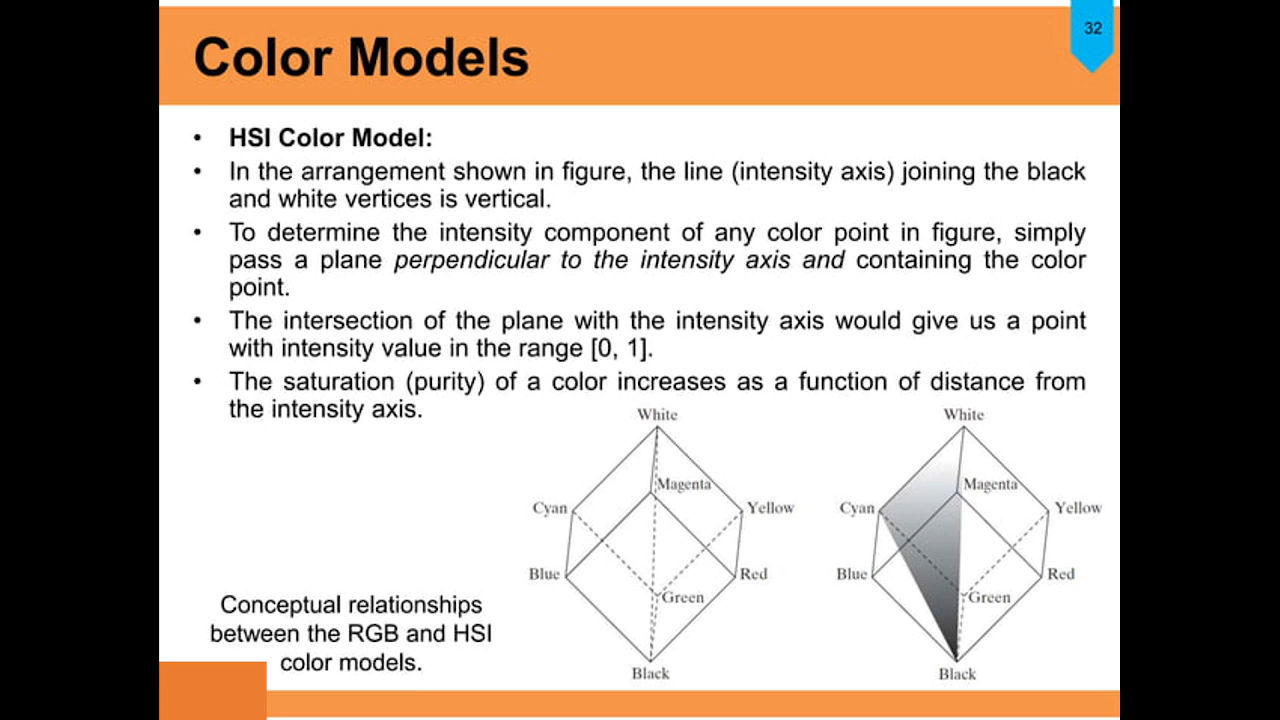 32
Color Models
• HSI Color Model:
• In the arrangement shown in figure, the line (intensity axis) joining the black
and white vertices is vertical.
• To determine the intensity component of any color point in figure, simply
pass a plane perpendicular to the intensity axis and containing the color
point.
• The intersection of the plane with the intensity axis would give us a point
with intensity value in the range [0, 1].
• The saturation (purity) of a color increases as a function of distance from
the intensity axis.
White
Magenta
Cyan
Yellow
Blue
Red
Green
Black
White
Magenta
Cyan
Yellow
Blue
Red
Green
Black
Conceptual relationships
between the RGB and HSI
color models.